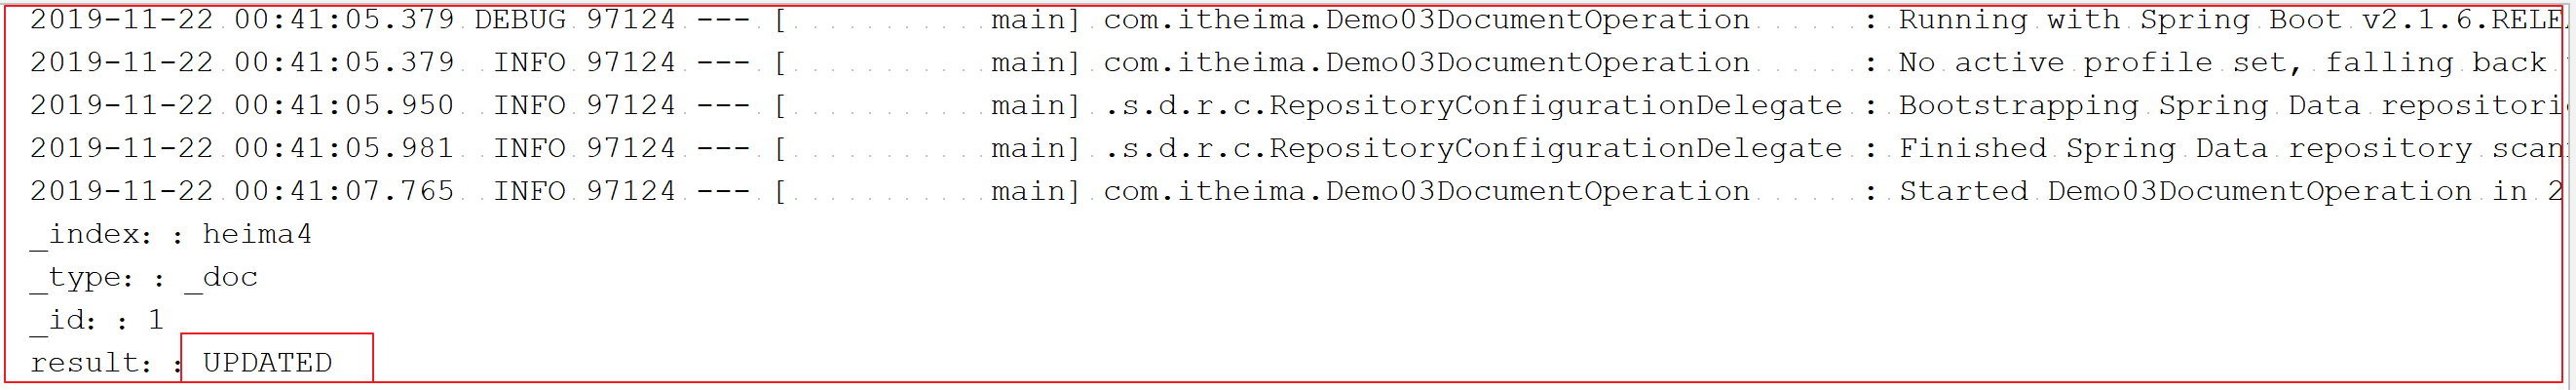 2019-11-22 00:41:05.379 DEBUG 97124 --- [           main] com.itheima.Demo03DocumentOperation      : Running with Spring Boot v2.1.6.RELE
2019-11-22 00:41:05.379  INFO 97124 --- [           main] com.itheima.Demo03DocumentOperation      : No active profile set, falling back
2019-11-22 00:41:05.950  INFO 97124 --- [           main] .s.d.r.c.RepositoryConfigurationDelegate : Bootstrapping Spring Data repositori
2019-11-22 00:41:05.981  INFO 97124 --- [           main] .s.d.r.c.RepositoryConfigurationDelegate : Finished Spring Data repository scan
2019-11-22 00:41:07.765  INFO 97124 --- [           main] com.itheima.Demo03DocumentOperation      : Started Demo03DocumentOperation in 2
_index：: heima4
_type：: _doc
_id：: 1
result：: UPDATED